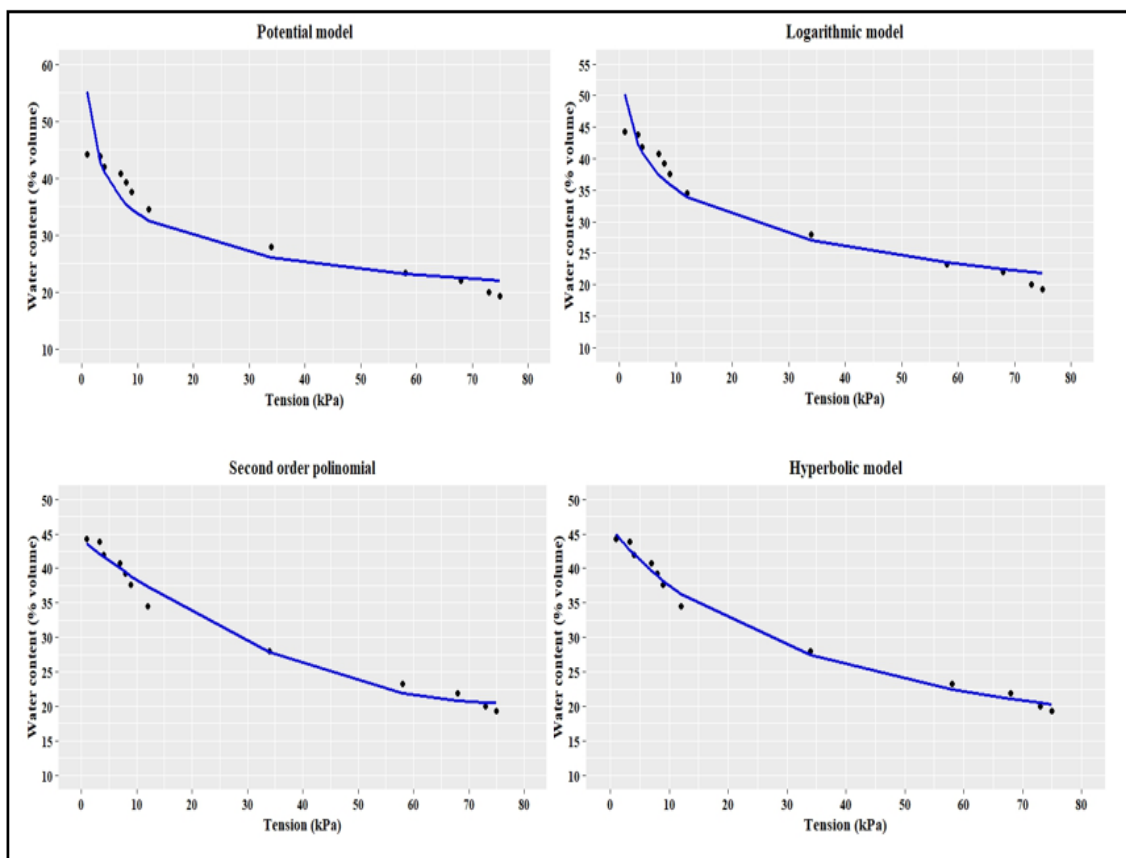 Potential model
Water content (% volume)
60
50
40
30
20
10
0 10 20 30 40 50 60 70 80
Tension (kPa)
Logarithmic model
Water content (% volume)
55
50
45
40
35
30
25
20
15
10
0 10 20 30 40 50 60 70 80
Tension (kPa)
Second order polinomial
Water content (% volume)
50
45
40
35
30
25
20
15
10
0 10 20 30 40 50 60 70 80
Tension (kPa)
Hyperbolic model
Water content (% volume)
50
45
40
35
30
25
20
15
10
0 10 20 30 40 50 60 70 80
Tension (kPa)